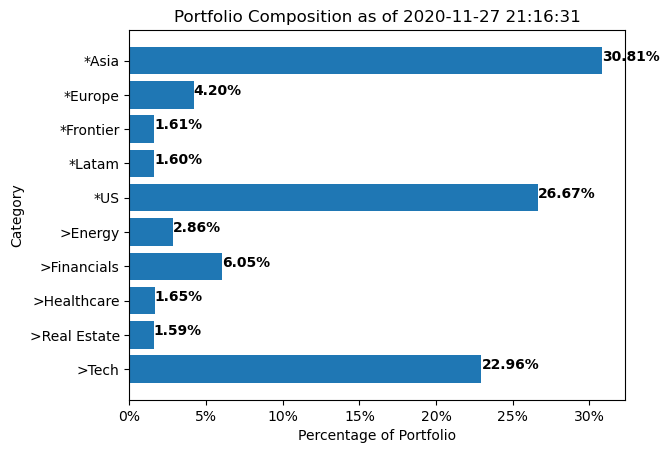 Portfolio Composition as of 2020-11-27 21:16:31
*Asia 30.81%
*Europe 4.20%
*Frontier 1.61%
*Latam 1.60%
*US 26.67%
>Energy 2.86%
>Financials 6.05%
>Healthcare 1.65%
>Real Estate 1.59%
>Tech 22.96%
Category
0% 5% 10% 15% 20% 25% 30%
Percentage of Portfolio